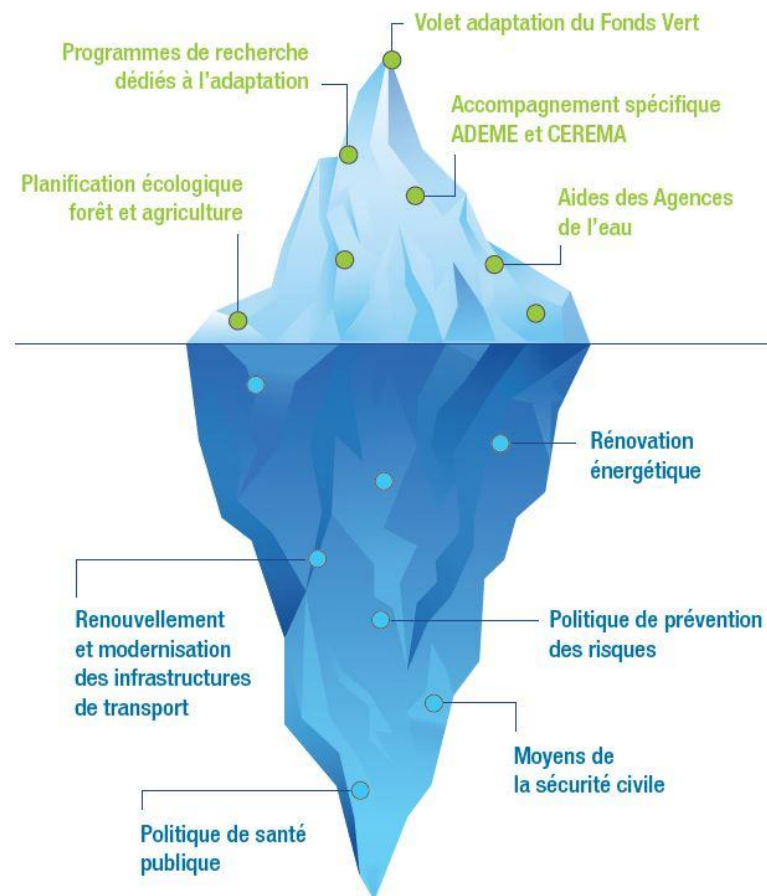 Volet adaptation du Fonds Vert
Programmes de recherche
dédiés à l'adaptation
Accompagnement spécifique
ADEME et CEREMA
Planification écologique
forêt et agriculture
Aides des Agences
de l'eau
Rénovation
énergétique
Renouvellement
et modernisation
des infrastructures
de transport
Politique de prévention
des risques
Moyens de
la sécurité civile
Politique de santé
publique